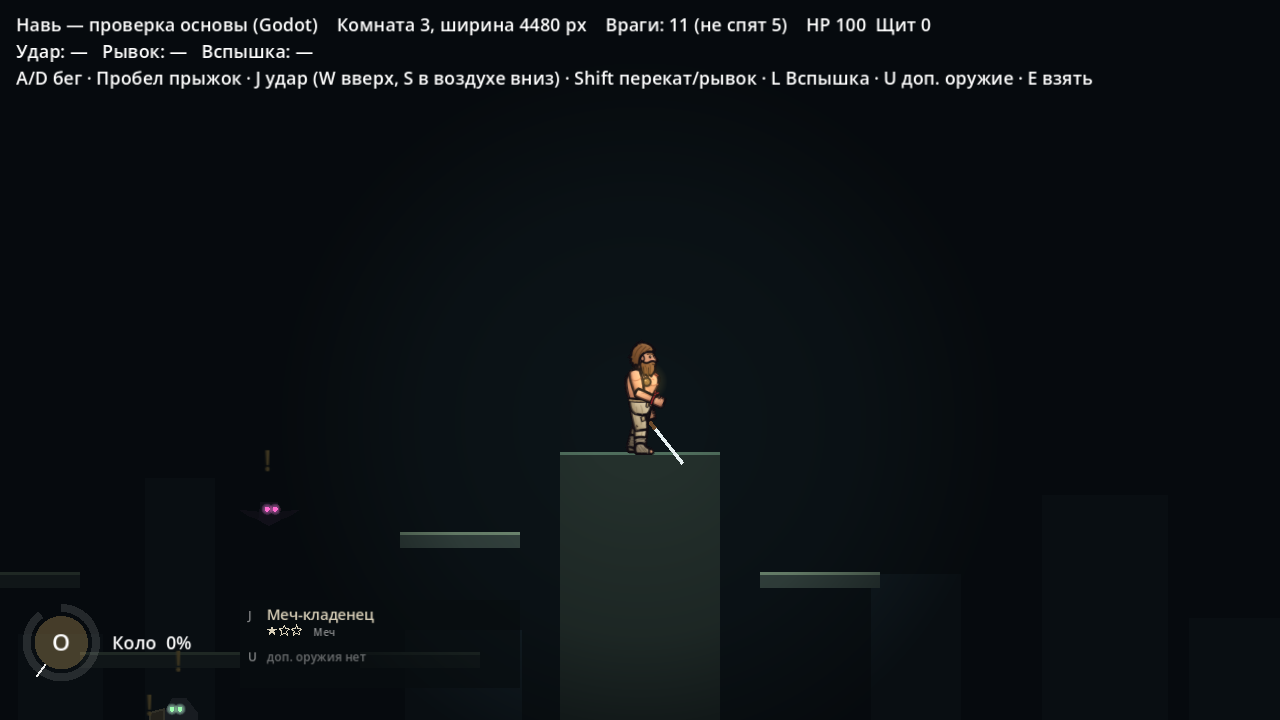 Навь — проверка основы (Godot) Комната 3, ширина 4480 px Враги: 11 (не спят 5) HP 100 Щит 0
Удар: — Рывок: — Вспышка: —
A/D бег · Пробел прыжок · J удар (W вверх, S в воздухе вниз) · Shift перекат/рывок · L Вспышка · U доп. оружие · E взять
!
J Меч-кладенец
★☆☆ Меч
О Коло 0%
U доп. оружия нет
!
!